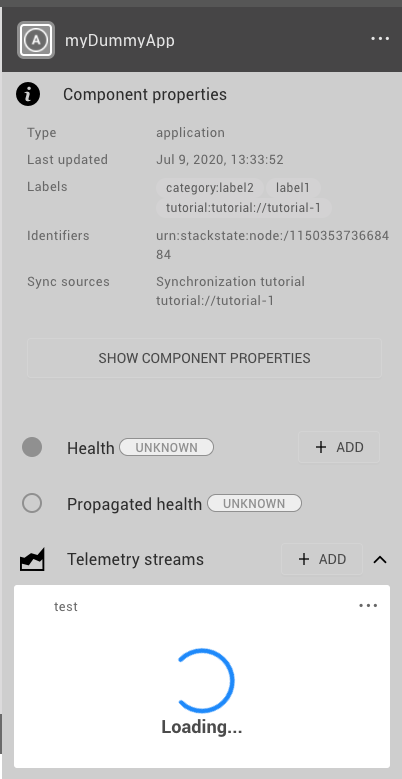 A
myDummyApp
Component properties
Type application
Last updated Jul 9, 2020, 13:33:52
Labels category:label2 label1
tutorial:tutorial://tutorial-1
Identifiers urn:stackstate:node:/1150353736684
84
Sync sources Synchronization tutorial
tutorial://tutorial-1
SHOW COMPONENT PROPERTIES
Health UNKNOWN + ADD
Propagated health UNKNOWN
Telemetry streams + ADD
test
Loading...